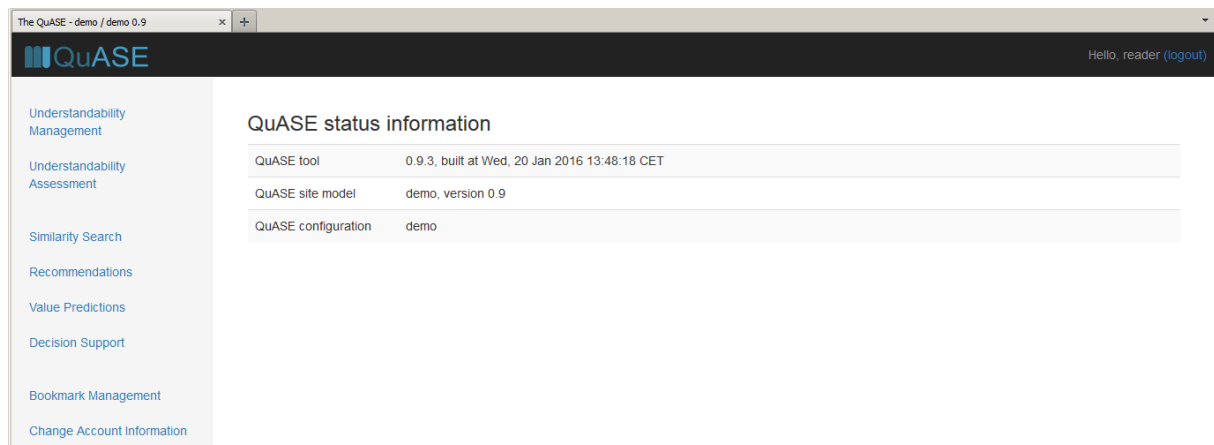 The QuASE - demo / demo 0.9
QuASE
Hello, reader (logout)
Understandability
Management
Understandability
Assessment
Similarity Search
Recommendations
Value Predictions
Decision Support
Bookmark Management
Change Account Information
QuASE status information
QuASE tool 0.9.3, built at Wed, 20 Jan 2016 13:48:18 CET
QuASE site model demo, version 0.9
QuASE configuration demo